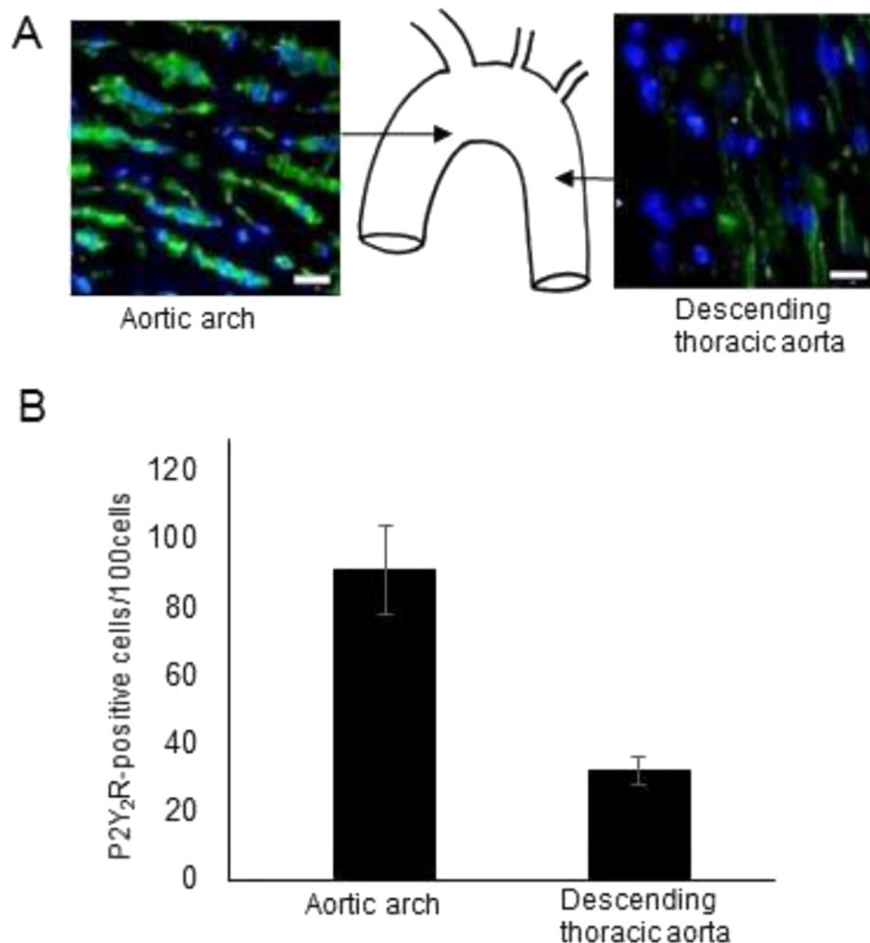 A
Aortic arch
Descending
thoracic aorta
B
P2Y₂R-positive cells/100cells
120
100
80
60
40
20
0
Aortic arch
Descending
thoracic aorta